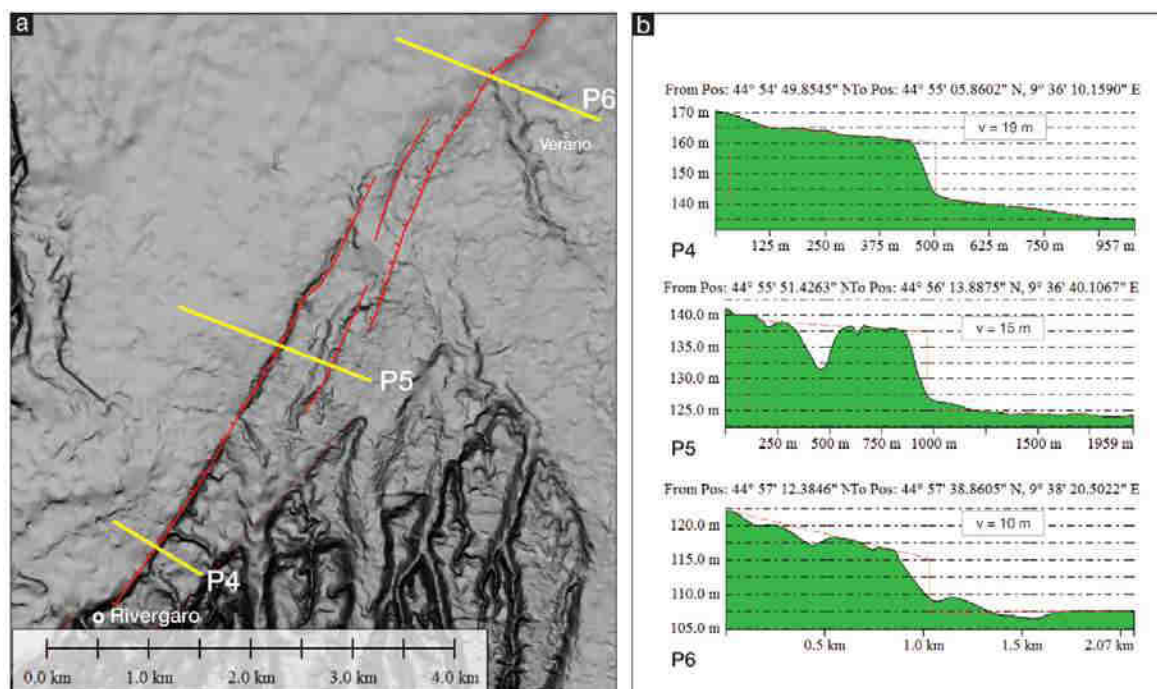 a
P6
Verano
P5
P4
Rivergaro
0.0 km 1.0 km 2.0 km 3.0 km 4.0 km
b
From Pos: 44° 54' 49.8545" NTo Pos: 44° 55' 05.8602" N, 9° 36' 10.1590" E
170 m
v = 19 m
160 m
150 m
140 m
125 m 250 m 375 m 500 m 625 m 750 m 957 m
P4
From Pos: 44° 55' 51.4263" NTo Pos: 44° 56' 13.8875" N, 9° 36' 40.1067" E
140.0 m
v = 15 m
135.0 m
130.0 m
125.0 m
250 m 500 m 750 m 1000 m 1500 m 1959 m
P5
From Pos: 44° 57' 12.3846" NTo Pos: 44° 57' 38.8605" N, 9° 38' 20.5022" E
120.0 m
v = 10 m
115.0 m
110.0 m
105.0 m
0.5 km 1.0 km 1.5 km 2.07 km
P6